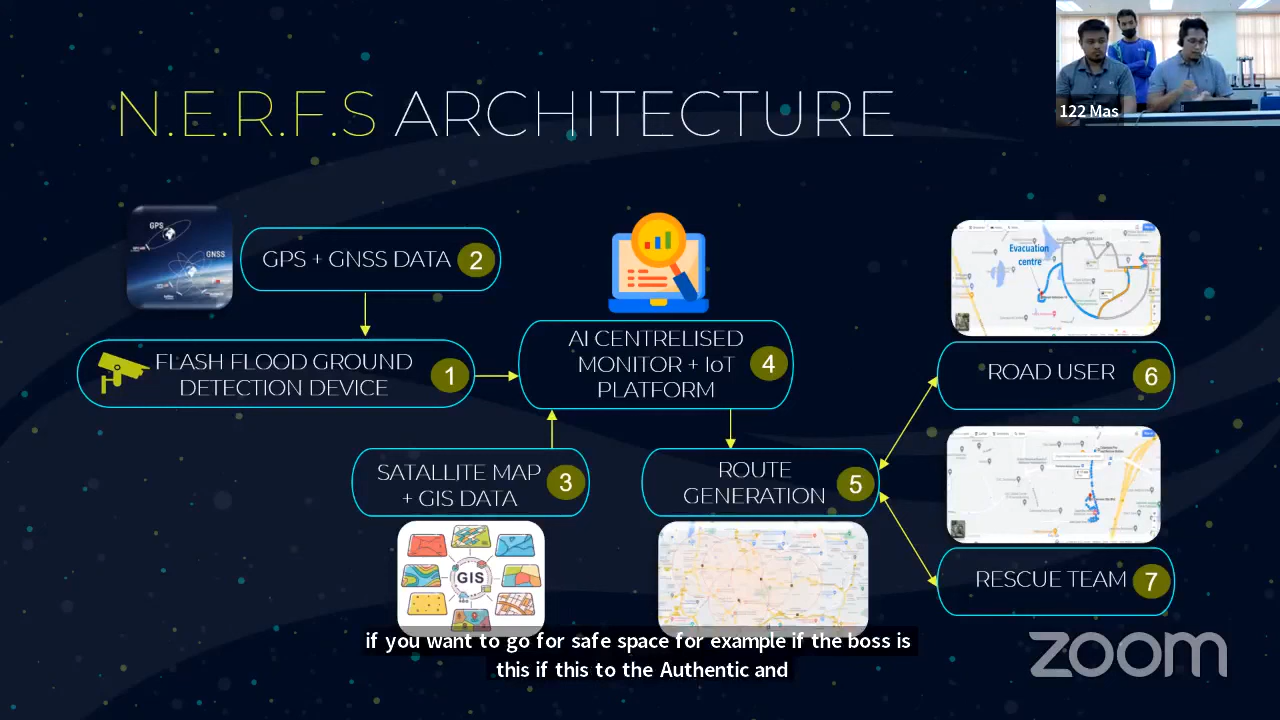 122 Mas
N.E.R.F.S ARCHITECTURE
GPS
GNSS
GPS + GNSS DATA 2
FLASH FLOOD GROUND
DETECTION DEVICE 1
AI CENTRELISED
MONITOR + IoT
PLATFORM 4
SATALLITE MAP
+ GIS DATA 3
GIS
ROUTE
GENERATION 5
Evacuation
centre
ROAD USER 6
RESCUE TEAM 7
if you want to go for safe space for example if the boss is
this if this to the Authentic and
zoom